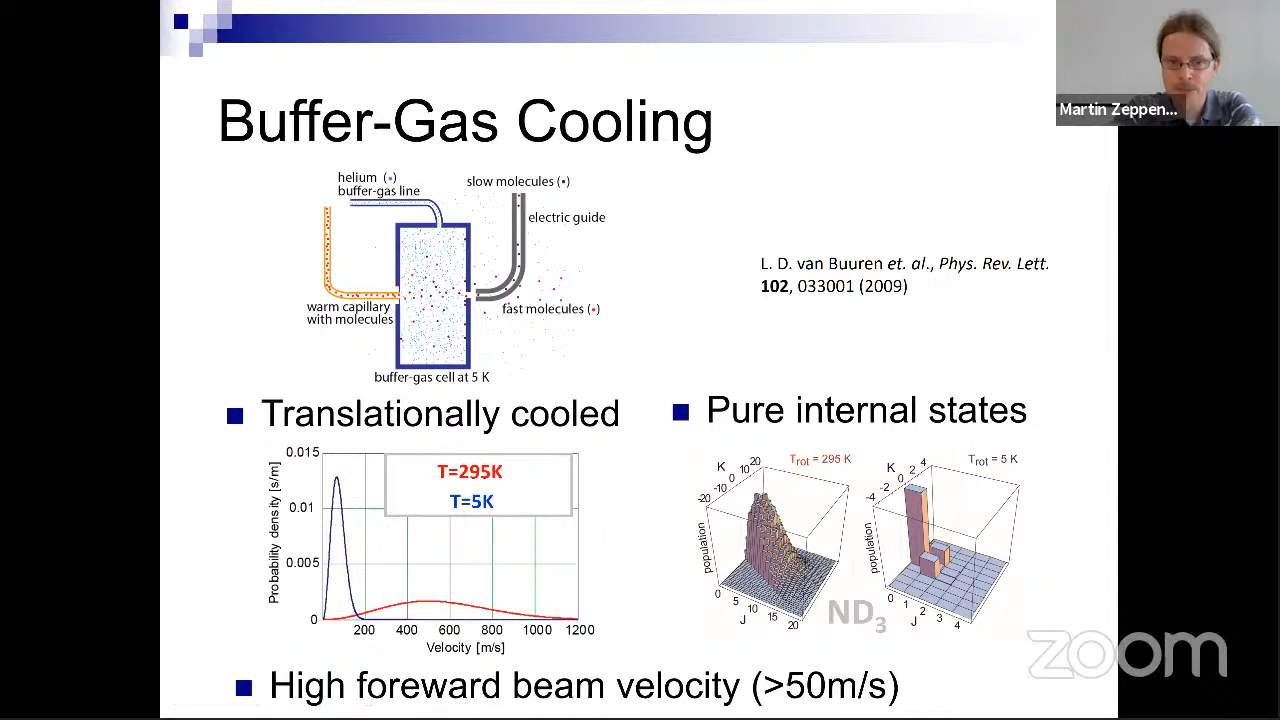 Martin Zeppen...
Buffer-Gas Cooling
helium (•)
buffer-gas line
slow molecules (•)
electric guide
warm capillary
with molecules
fast molecules (•)
buffer-gas cell at 5 K
L. D. van Buuren et. al., Phys. Rev. Lett.
102, 033001 (2009)
Translationally cooled
Probability density [s/m]
0.015
0.01
0.005
0
T=295K
T=5K
200 400 600 800 1000 1200
Velocity [m/s]
Pure internal states
K
-20 -10 0 10 20
Trot = 295 K
population
0 5 10 15 20
J
K
-4 -2 0 2 4
Trot = 5 K
population
0 1 2 3 4
J
ND3
High foreward beam velocity (>50m/s)
zoom